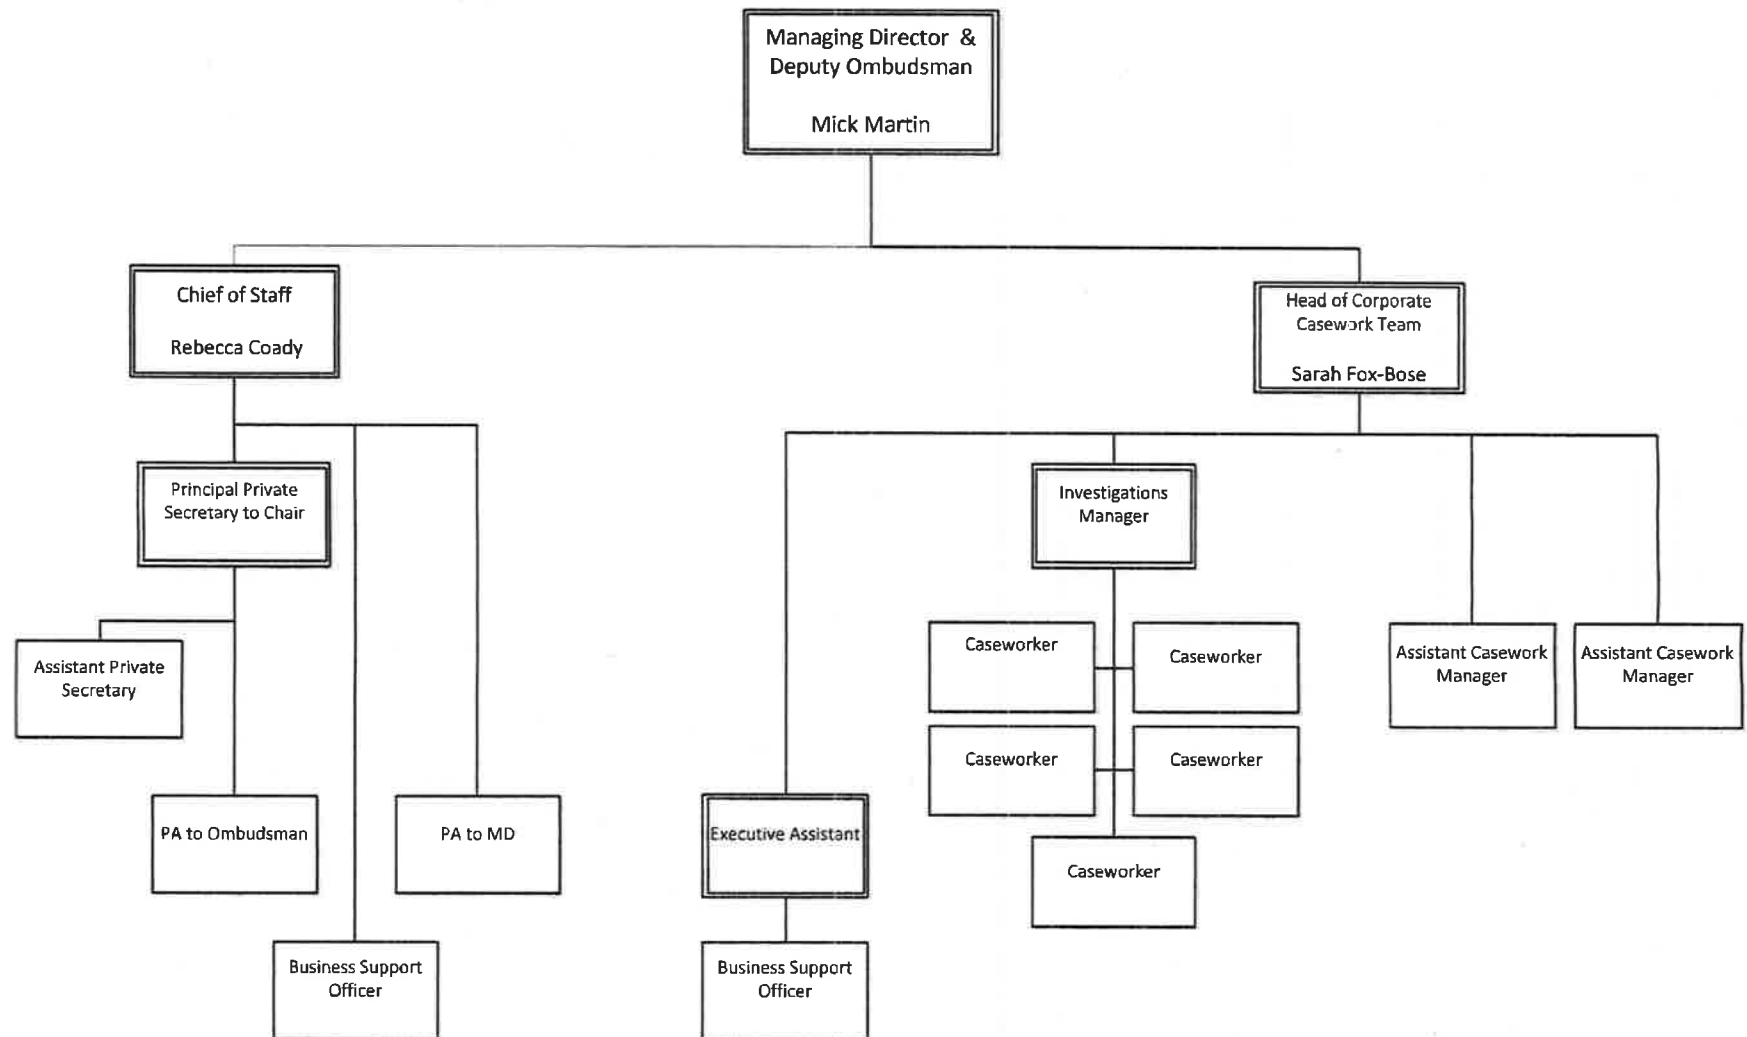 Managing Director &
Deputy Ombudsman
Mick Martin
Chief of Staff
Rebecca Coady
Head of Corporate
Casework Team
Sarah Fox-Bose
Principal Private
Secretary to Chair
Investigations
Manager
Assistant Private
Secretary
Caseworker
Caseworker
Assistant Casework
Manager
Assistant Casework
Manager
Caseworker
Caseworker
PA to Ombudsman
PA to MD
Executive Assistant
Caseworker
Business Support
Officer
Business Support
Officer